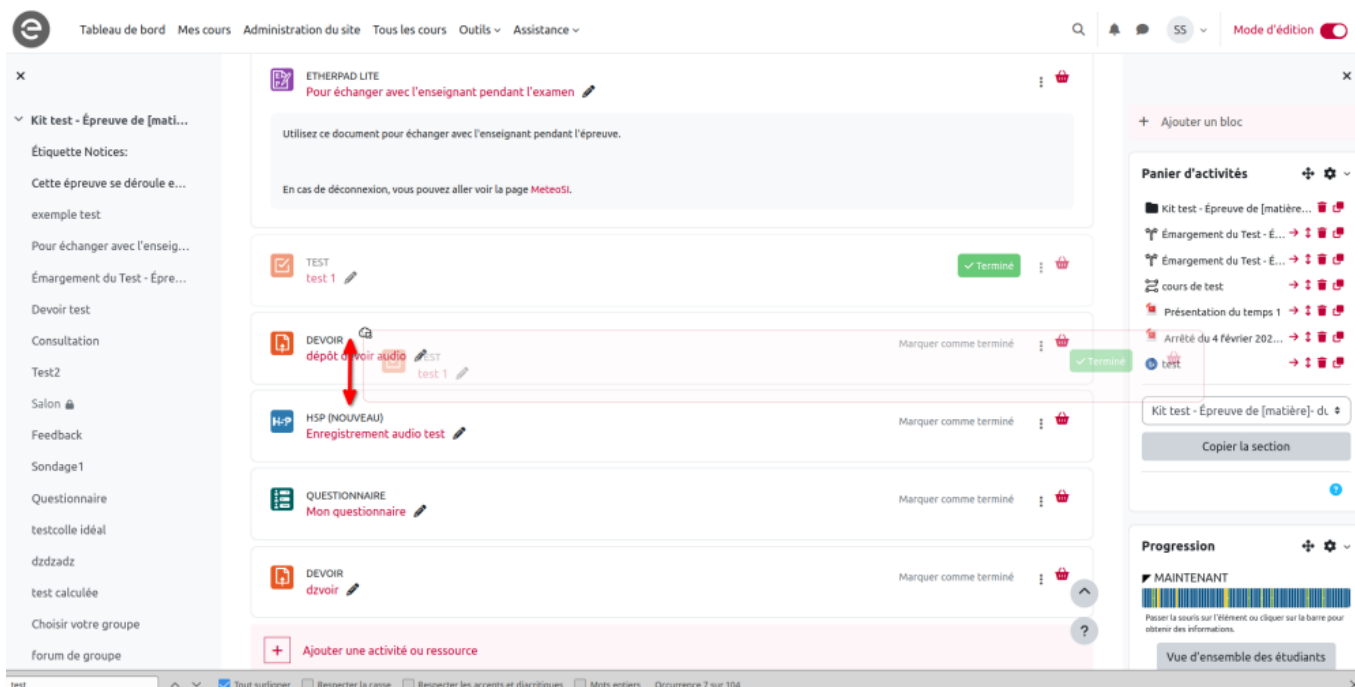 e
Tableau de bord Mes cours Administration du site Tous les cours Outils Assistance SS Mode d'édition
Kit test - Épreuve de [mati...
Étiquette Notices:
Cette épreuve se déroule e...
exemple test
Pour échanger avec l'enseig...
Émargement du Test - Épre...
Devoir test
Consultation
Test2
Salon
Feedback
Sondage1
Questionnaire
testcolle idéal
dzdzadz
test calculée
Choisir votre groupe
forum de groupe
ETHERPAD LITE
Pour échanger avec l'enseignant pendant l'examen
Utilisez ce document pour échanger avec l'enseignant pendant l'épreuve.
En cas de déconnexion, vous pouvez aller voir la page MeteoSI.
TEST
test 1
Terminé
DEVOIR
dépôt devoir audio
Marquer comme terminé
TEST
test 1
Terminé
H-P H5P (NOUVEAU)
Enregistrement audio test
Marquer comme terminé
QUESTIONNAIRE
Mon questionnaire
Marquer comme terminé
DEVOIR
dzvoir
Marquer comme terminé
+ Ajouter une activité ou ressource
?
+ Ajouter un bloc
Panier d'activités
Kit test - Épreuve de [matière...
Émargement du Test - É...
Émargement du Test - É...
cours de test
Présentation du temps 1
Arrêté du 4 février 202...
test
Kit test - Épreuve de [matière]- du
Copier la section
?
Progression
MAINTENANT
Passer la souris sur l'élément ou cliquer sur la barre pour
obtenir des informations.
Vue d'ensemble des étudiants
test Tout surligner Respecter la casse Respecter les accents et diacritiques Mots entiers Occurrence 2 sur 104